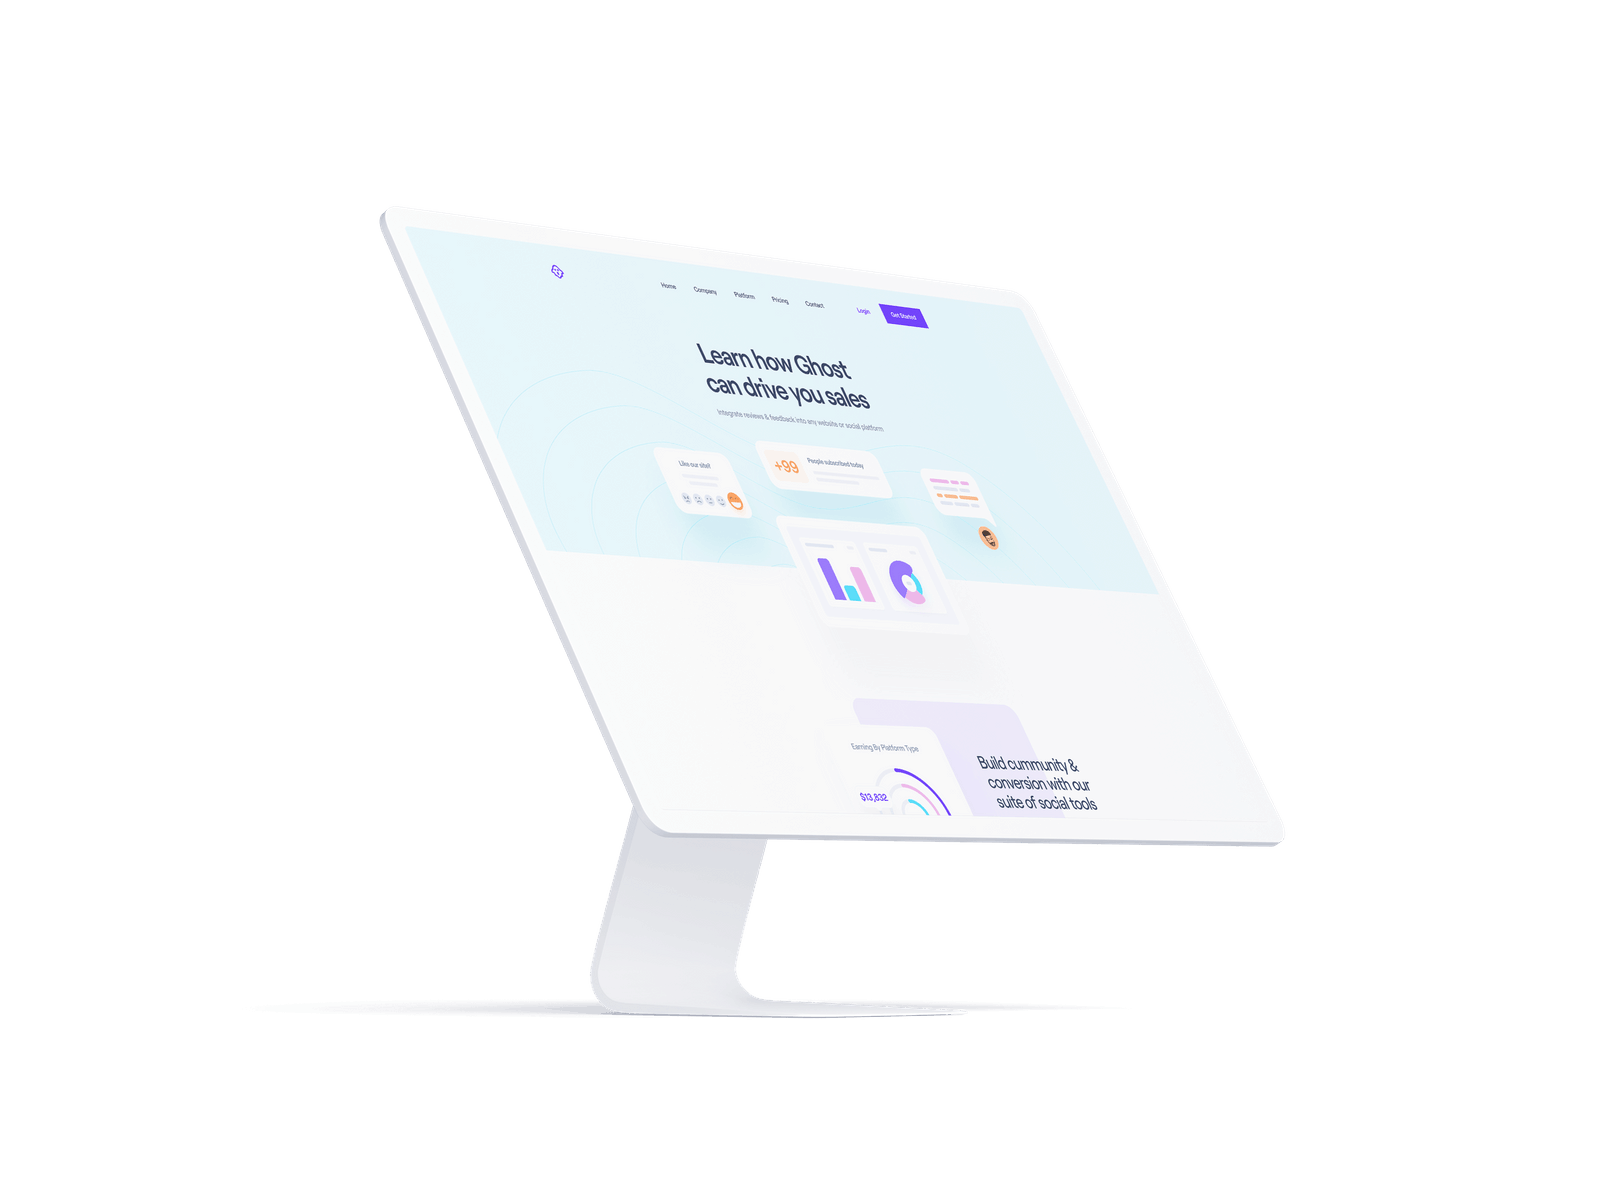 Home Company Platform Pricing Contact Login Get Started
Learn how Ghost
can drive you sales
Integrate reviews & feedback into any website or social platform
Like our site?
+99 People subscribed today
Earning By Platform Type
$13,832
Build cummunity &
conversion with our
suite of social tools